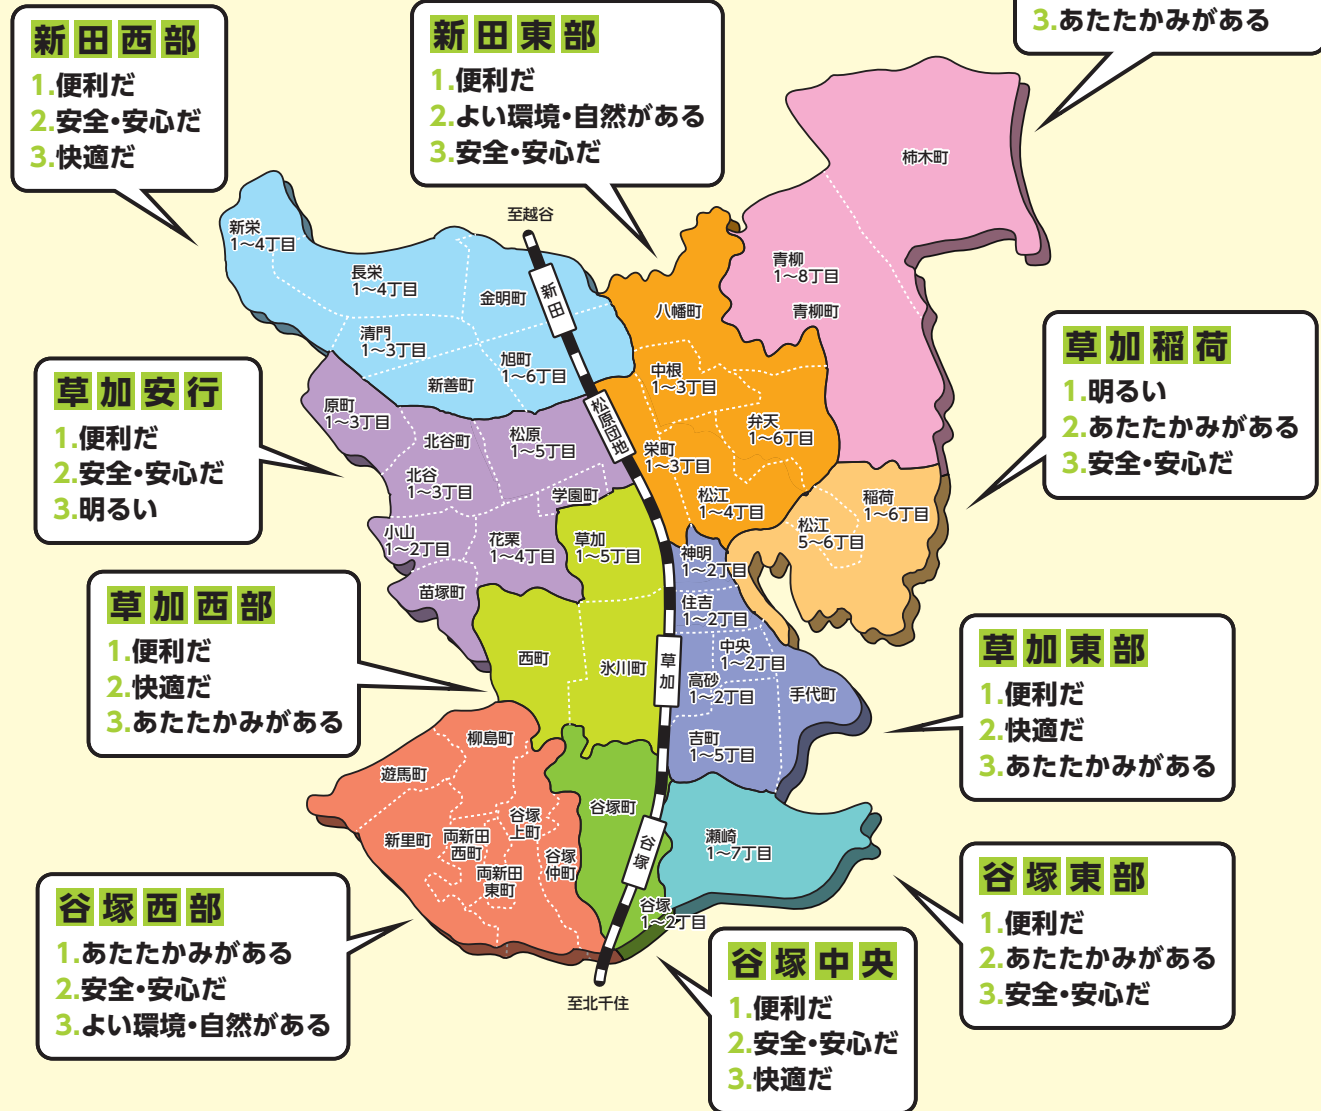 新田西部
1.便利だ
2.安全・安心だ
3.快適だ
新田東部
1.便利だ
2.よい環境・自然がある
3.安全・安心だ
3.あたたかみがある
柿木町
青柳
1〜8丁目
青柳町
至越谷
新田
新栄
1〜4丁目
長栄
1〜4丁目
金明町
清門
1〜3丁目
旭町
1〜6丁目
新善町
八幡町
中根
1〜3丁目
弁天
1〜6丁目
栄町
1〜3丁目
松江
1〜4丁目
松原団地
草加安行
1.便利だ
2.安全・安心だ
3.明るい
原町
1〜3丁目
北谷町
松原
1〜5丁目
北谷
1〜3丁目
学園町
小山
1〜2丁目
花栗
1〜4丁目
苗塚町
草加稲荷
1.明るい
2.あたたかみがある
3.安全・安心だ
稲荷
1〜6丁目
松江
5〜6丁目
草加西部
1.便利だ
2.快適だ
3.あたたかみがある
草加
1〜5丁目
西町
氷川町
草加
神明
1〜2丁目
住吉
1〜2丁目
中央
1〜2丁目
高砂
1〜2丁目
手代町
吉町
1〜5丁目
草加東部
1.便利だ
2.快適だ
3.あたたかみがある
柳島町
遊馬町
新里町
両新田
西町
谷塚
上町
両新田
東町
谷塚
仲町
谷塚町
谷塚
谷塚
1〜2丁目
瀬崎
1〜7丁目
谷塚西部
1.あたたかみがある
2.安全・安心だ
3.よい環境・自然がある
至北千住
谷塚中央
1.便利だ
2.安全・安心だ
3.快適だ
谷塚東部
1.便利だ
2.あたたかみがある
3.安全・安心だ